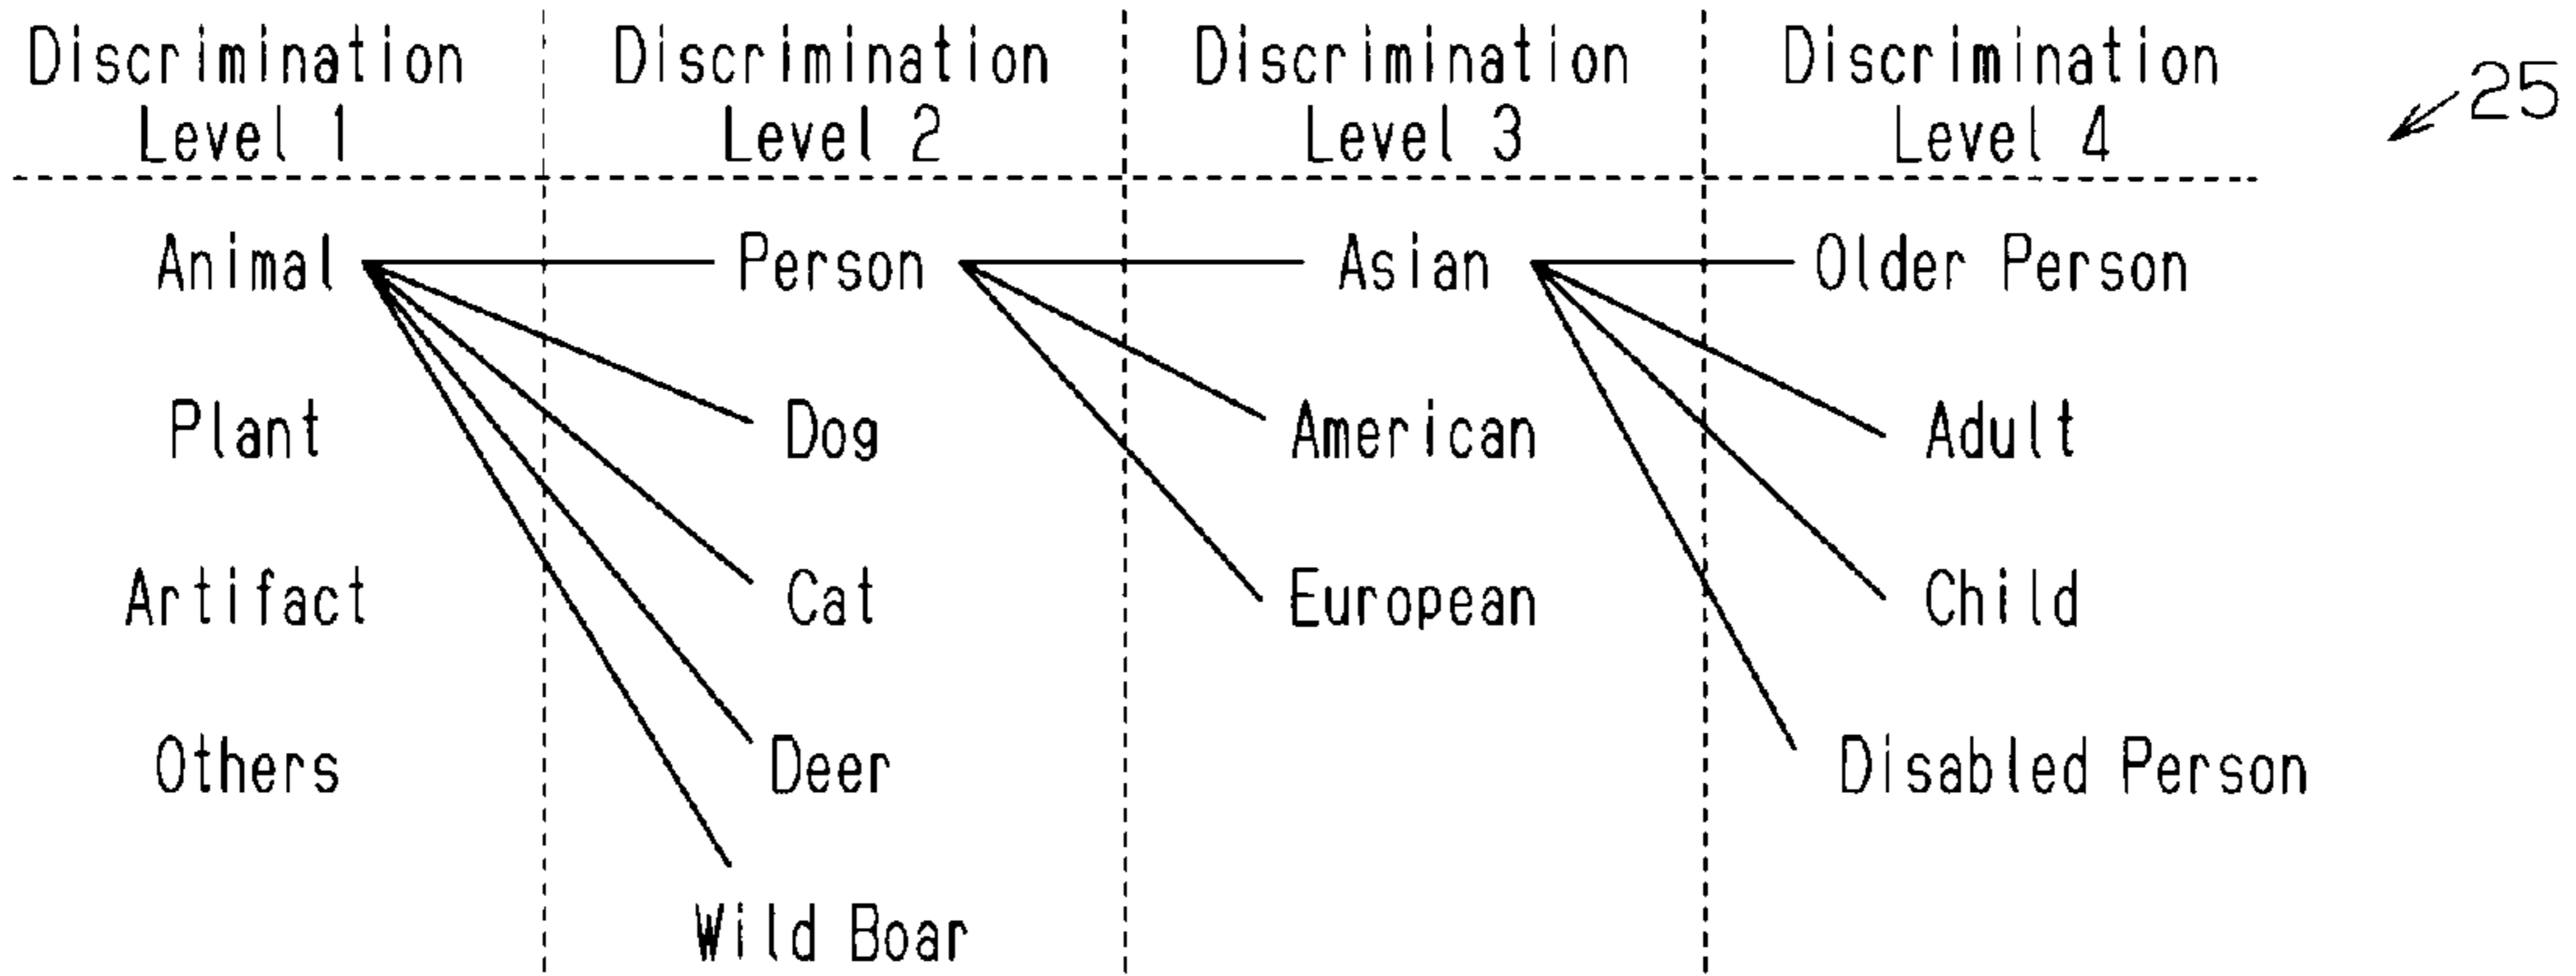 Discrimination Level 1
Discrimination Level 2
Discrimination Level 3
Discrimination Level 4
25
Animal Person Asian Older Person
Plant Dog American Adult
Artifact Cat European Child
Others Deer Disabled Person
Wild Boar